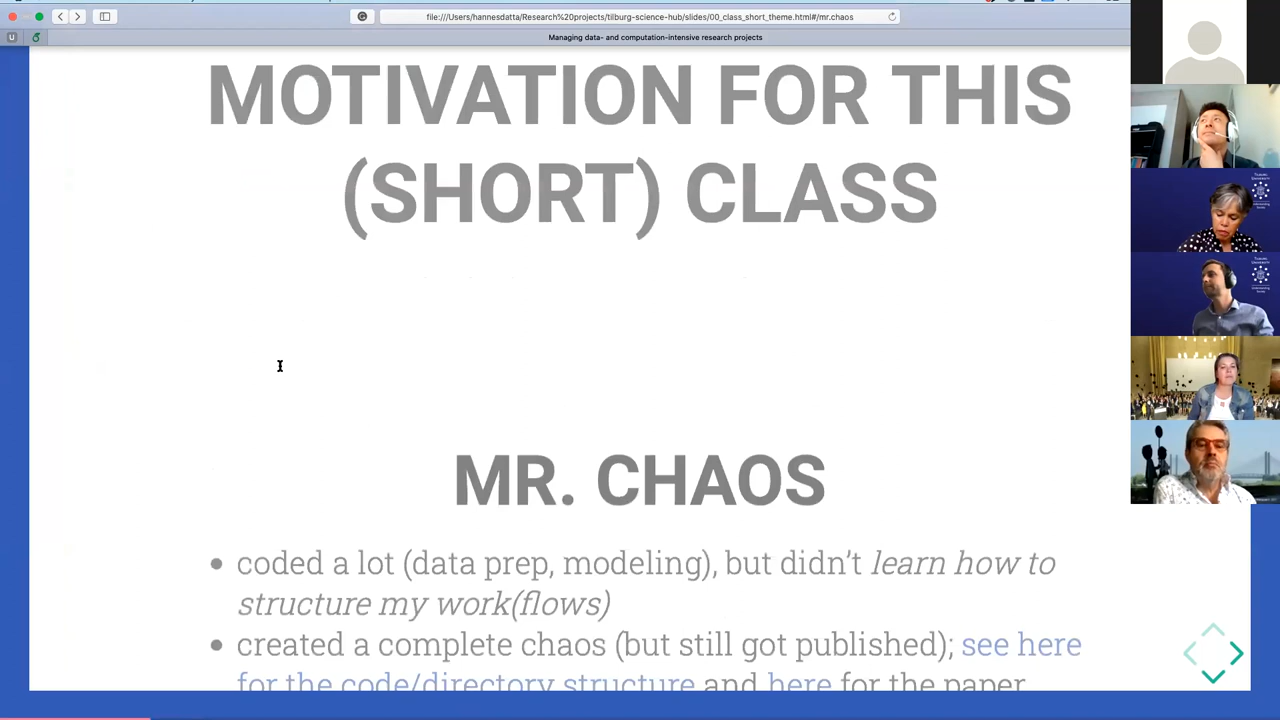 file:///Users/hannesdatta/Research%20projects/tilburg-science-hub/slides/00_class_short_theme.html#/mr.chaos
Managing data- and computation-intensive research projects
MOTIVATION FOR THIS
(SHORT) CLASS
MR. CHAOS
• coded a lot (data prep, modeling), but didn’t learn how to
structure my work(flows)
• created a complete chaos (but still got published); see here
for the code/directory structure and here for the paper